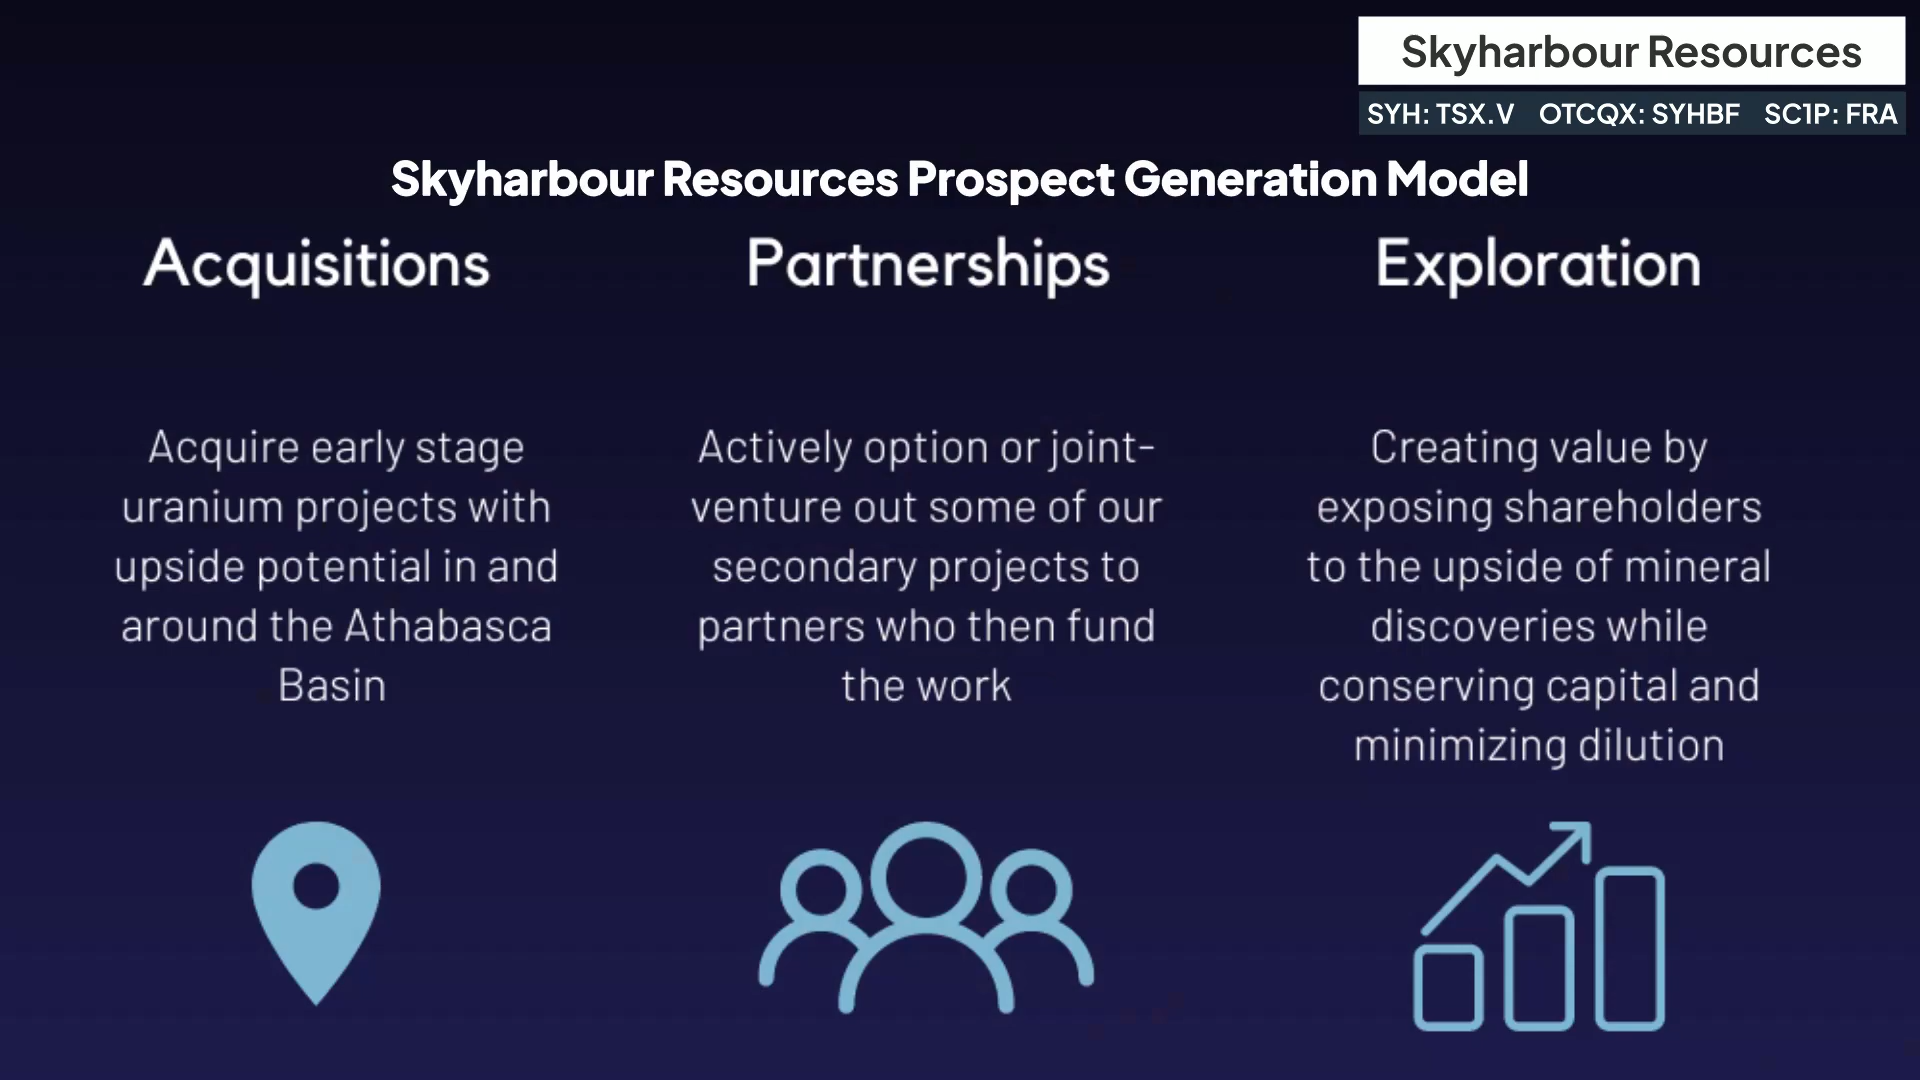 Skyharbour Resources
SYH: TSX.V OTCQX: SYHBF SC1P: FRA
Skyharbour Resources Prospect Generation Model
Acquisitions
Acquire early stage
uranium projects with
upside potential in and
around the Athabasca
Basin
Partnerships
Actively option or joint-
venture out some of our
secondary projects to
partners who then fund
the work
Exploration
Creating value by
exposing shareholders
to the upside of mineral
discoveries while
conserving capital and
minimizing dilution